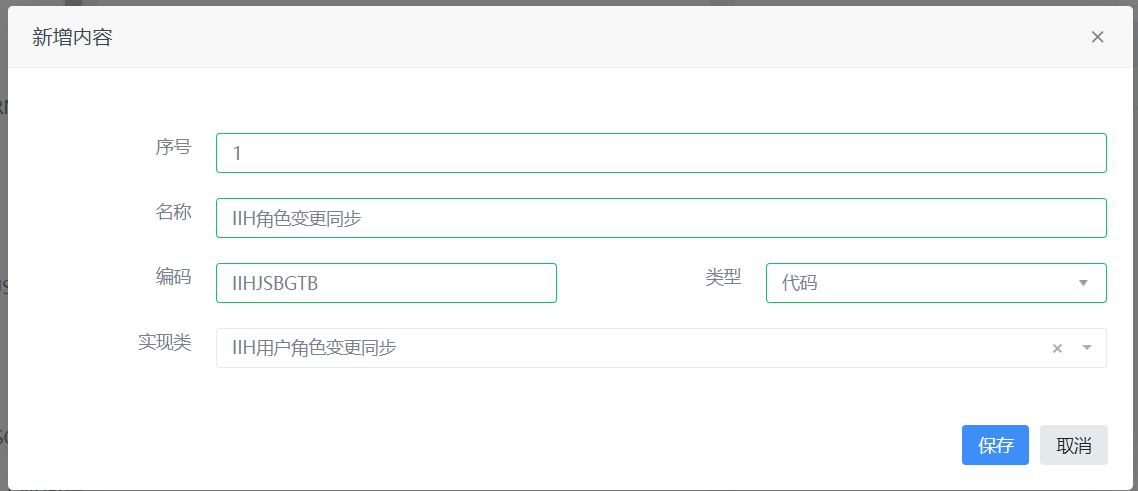 新增内容
序号 1
名称 IIH角色变更同步
编码 IIHJSBGTB 类型 代码
实现类 IIH用户角色变更同步
保存 取消